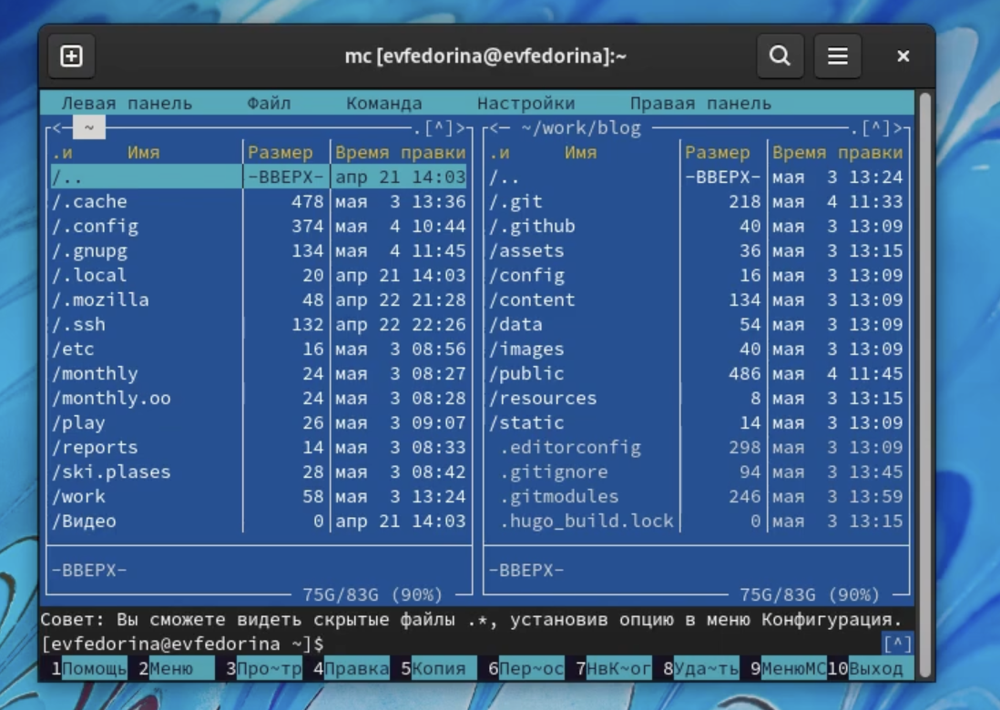 mc [evfedorina@evfedorina]:~
Левая панель Файл Команда Настройки Правая панель
<— ~ .[^]> <— ~/work/blog .[^]>
.и Имя Размер Время правки .и Имя Размер Время правки
/.. -ВВЕРХ- апр 21 14:03 /.. -ВВЕРХ- мая 3 13:24
/.cache 478 мая 3 13:36 /.git 218 мая 4 11:33
/.config 374 мая 4 10:44 /.github 40 мая 3 13:09
/.gnupg 134 мая 4 11:45 /assets 36 мая 3 13:15
/.local 20 апр 21 14:03 /config 16 мая 3 13:09
/.mozilla 48 апр 22 21:28 /content 134 мая 3 13:09
/.ssh 132 апр 22 22:26 /data 54 мая 3 13:09
/etc 16 мая 3 08:56 /images 40 мая 3 13:09
/monthly 24 мая 3 08:27 /public 486 мая 4 11:45
/monthly.oo 24 мая 3 08:28 /resources 8 мая 3 13:15
/play 26 мая 3 09:07 /static 14 мая 3 13:09
/reports 14 мая 3 08:33 .editorconfig 298 мая 3 13:09
/ski.plases 28 мая 3 08:42 .gitignore 94 мая 3 13:45
/work 58 мая 3 13:24 .gitmodules 246 мая 3 13:59
/Видео 0 апр 21 14:03 .hugo_build.lock 0 мая 3 13:15
-ВВЕРХ- -ВВЕРХ-
75G/83G (90%) 75G/83G (90%)
Совет: Вы сможете видеть скрытые файлы .*, установив опцию в меню Конфигурация.
[evfedorina@evfedorina ~]$ [^]
1Помощь 2Меню 3Про~тр 4Правка 5Копия 6Пер~ос 7НвК~ог 8Уда~ть 9МенюMC 10Выход